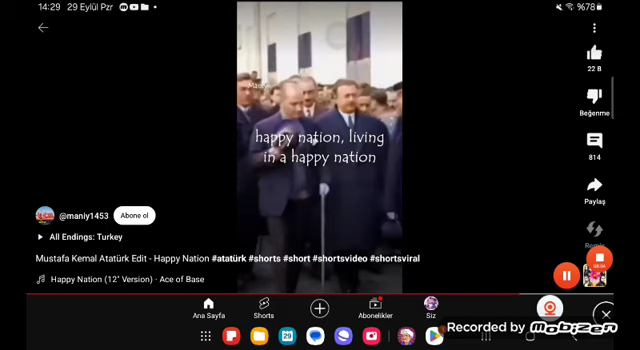 14:29 29 Eylül Pzr
%78
happy nation, living
in a happy nation
22 B
Beğenme
814
Paylaş
@maniy1453 Abone ol
All Endings: Turkey
Mustafa Kemal Atatürk Edit - Happy Nation #atatürk #shorts #short #shortsvideo #shortsviral
Happy Nation (12" Version) · Ace of Base
Ana Sayfa Shorts Abonelikler Siz
Recorded by mobizen